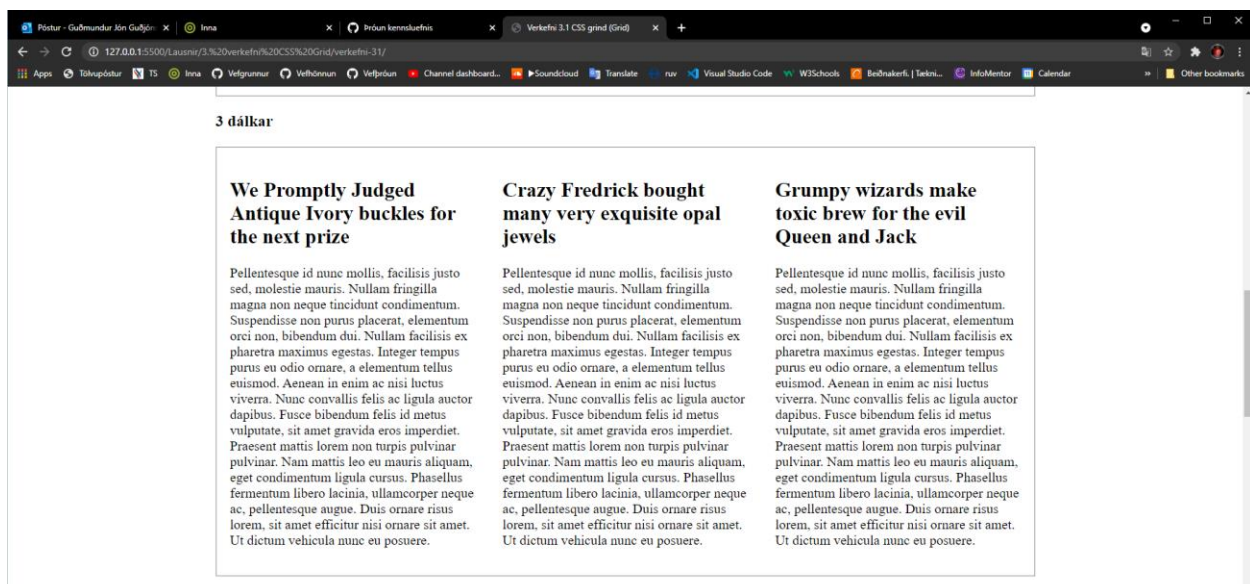 Póstur - Guðmundur Jón Guðjón
Inna
Þróun kennsluefnis
Verkefni 3.1 CSS grind (Grid)
127.0.0.1:5500/Lausnir/3.%20verkefni%20CSS%20Grid/verkefni-31/
Apps Tölvupóstur TS Inna Vefgrunnur Vefhönnun Vefþróun Channel dashboard... ▶Soundcloud Translate ruv Visual Studio Code W3Schools Beiðnakerfi. | Tækni... InfoMentor Calendar » Other bookmarks
3 dálkar
We Promptly Judged
Antique Ivory buckles for
the next prize
Pellentesque id nunc mollis, facilisis justo
sed, molestie mauris. Nullam fringilla
magna non neque tincidunt condimentum.
Suspendisse non purus placerat, elementum
orci non, bibendum dui. Nullam facilisis ex
pharetra maximus egestas. Integer tempus
purus eu odio ornare, a elementum tellus
euismod. Aenean in enim ac nisi luctus
viverra. Nunc convallis felis ac ligula auctor
dapibus. Fusce bibendum felis id metus
vulputate, sit amet gravida eros imperdiet.
Praesent mattis lorem non turpis pulvinar
pulvinar. Nam mattis leo eu mauris aliquam,
eget condimentum ligula cursus. Phasellus
fermentum libero lacinia, ullamcorper neque
ac, pellentesque augue. Duis ornare risus
lorem, sit amet efficitur nisi ornare sit amet.
Ut dictum vehicula nunc eu posuere.
Crazy Fredrick bought
many very exquisite opal
jewels
Pellentesque id nunc mollis, facilisis justo
sed, molestie mauris. Nullam fringilla
magna non neque tincidunt condimentum.
Suspendisse non purus placerat, elementum
orci non, bibendum dui. Nullam facilisis ex
pharetra maximus egestas. Integer tempus
purus eu odio ornare, a elementum tellus
euismod. Aenean in enim ac nisi luctus
viverra. Nunc convallis felis ac ligula auctor
dapibus. Fusce bibendum felis id metus
vulputate, sit amet gravida eros imperdiet.
Praesent mattis lorem non turpis pulvinar
pulvinar. Nam mattis leo eu mauris aliquam,
eget condimentum ligula cursus. Phasellus
fermentum libero lacinia, ullamcorper neque
ac, pellentesque augue. Duis ornare risus
lorem, sit amet efficitur nisi ornare sit amet.
Ut dictum vehicula nunc eu posuere.
Grumpy wizards make
toxic brew for the evil
Queen and Jack
Pellentesque id nunc mollis, facilisis justo
sed, molestie mauris. Nullam fringilla
magna non neque tincidunt condimentum.
Suspendisse non purus placerat, elementum
orci non, bibendum dui. Nullam facilisis ex
pharetra maximus egestas. Integer tempus
purus eu odio ornare, a elementum tellus
euismod. Aenean in enim ac nisi luctus
viverra. Nunc convallis felis ac ligula auctor
dapibus. Fusce bibendum felis id metus
vulputate, sit amet gravida eros imperdiet.
Praesent mattis lorem non turpis pulvinar
pulvinar. Nam mattis leo eu mauris aliquam,
eget condimentum ligula cursus. Phasellus
fermentum libero lacinia, ullamcorper neque
ac, pellentesque augue. Duis ornare risus
lorem, sit amet efficitur nisi ornare sit amet.
Ut dictum vehicula nunc eu posuere.